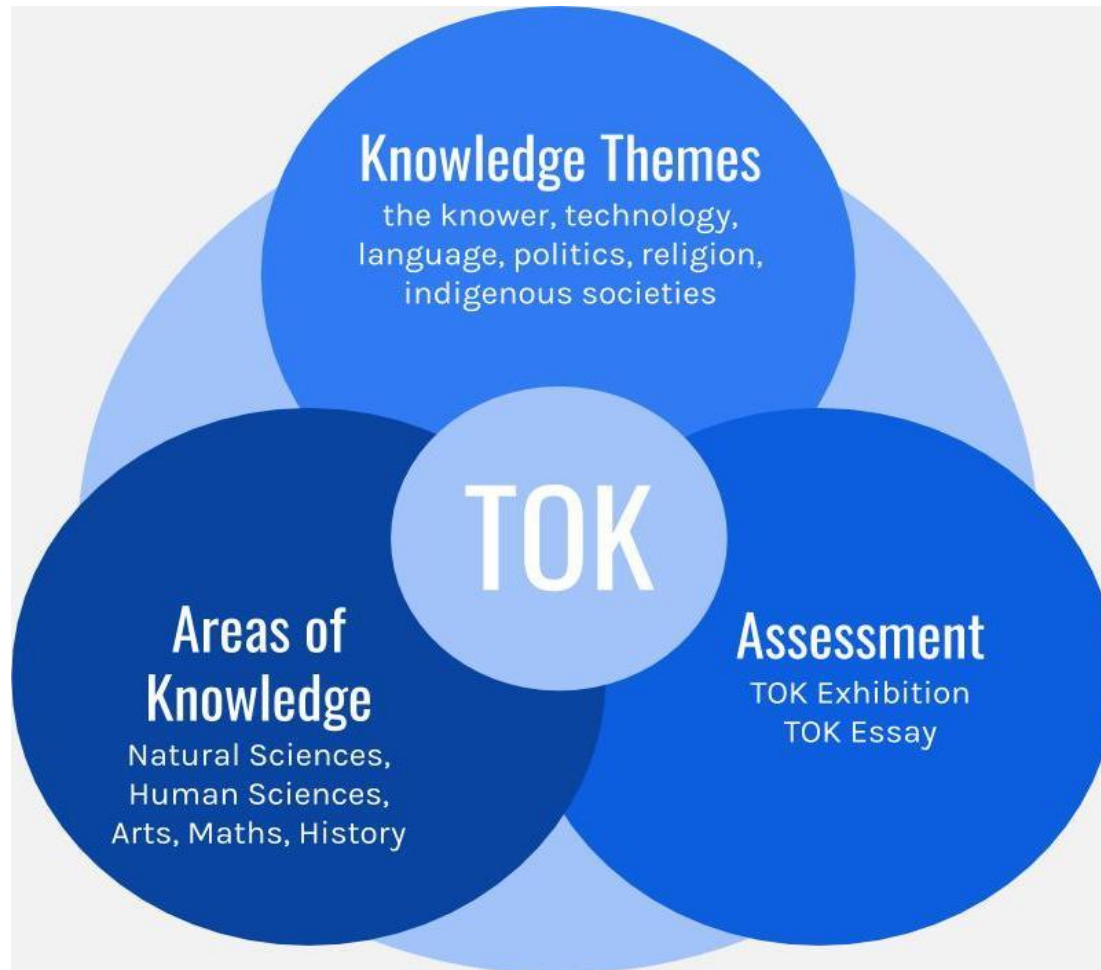 Knowledge Themes
the knower, technology,
language, politics, religion,
indigenous societies
TOK
Areas of
Knowledge
Natural Sciences,
Human Sciences,
Arts, Maths, History
Assessment
TOK Exhibition
TOK Essay